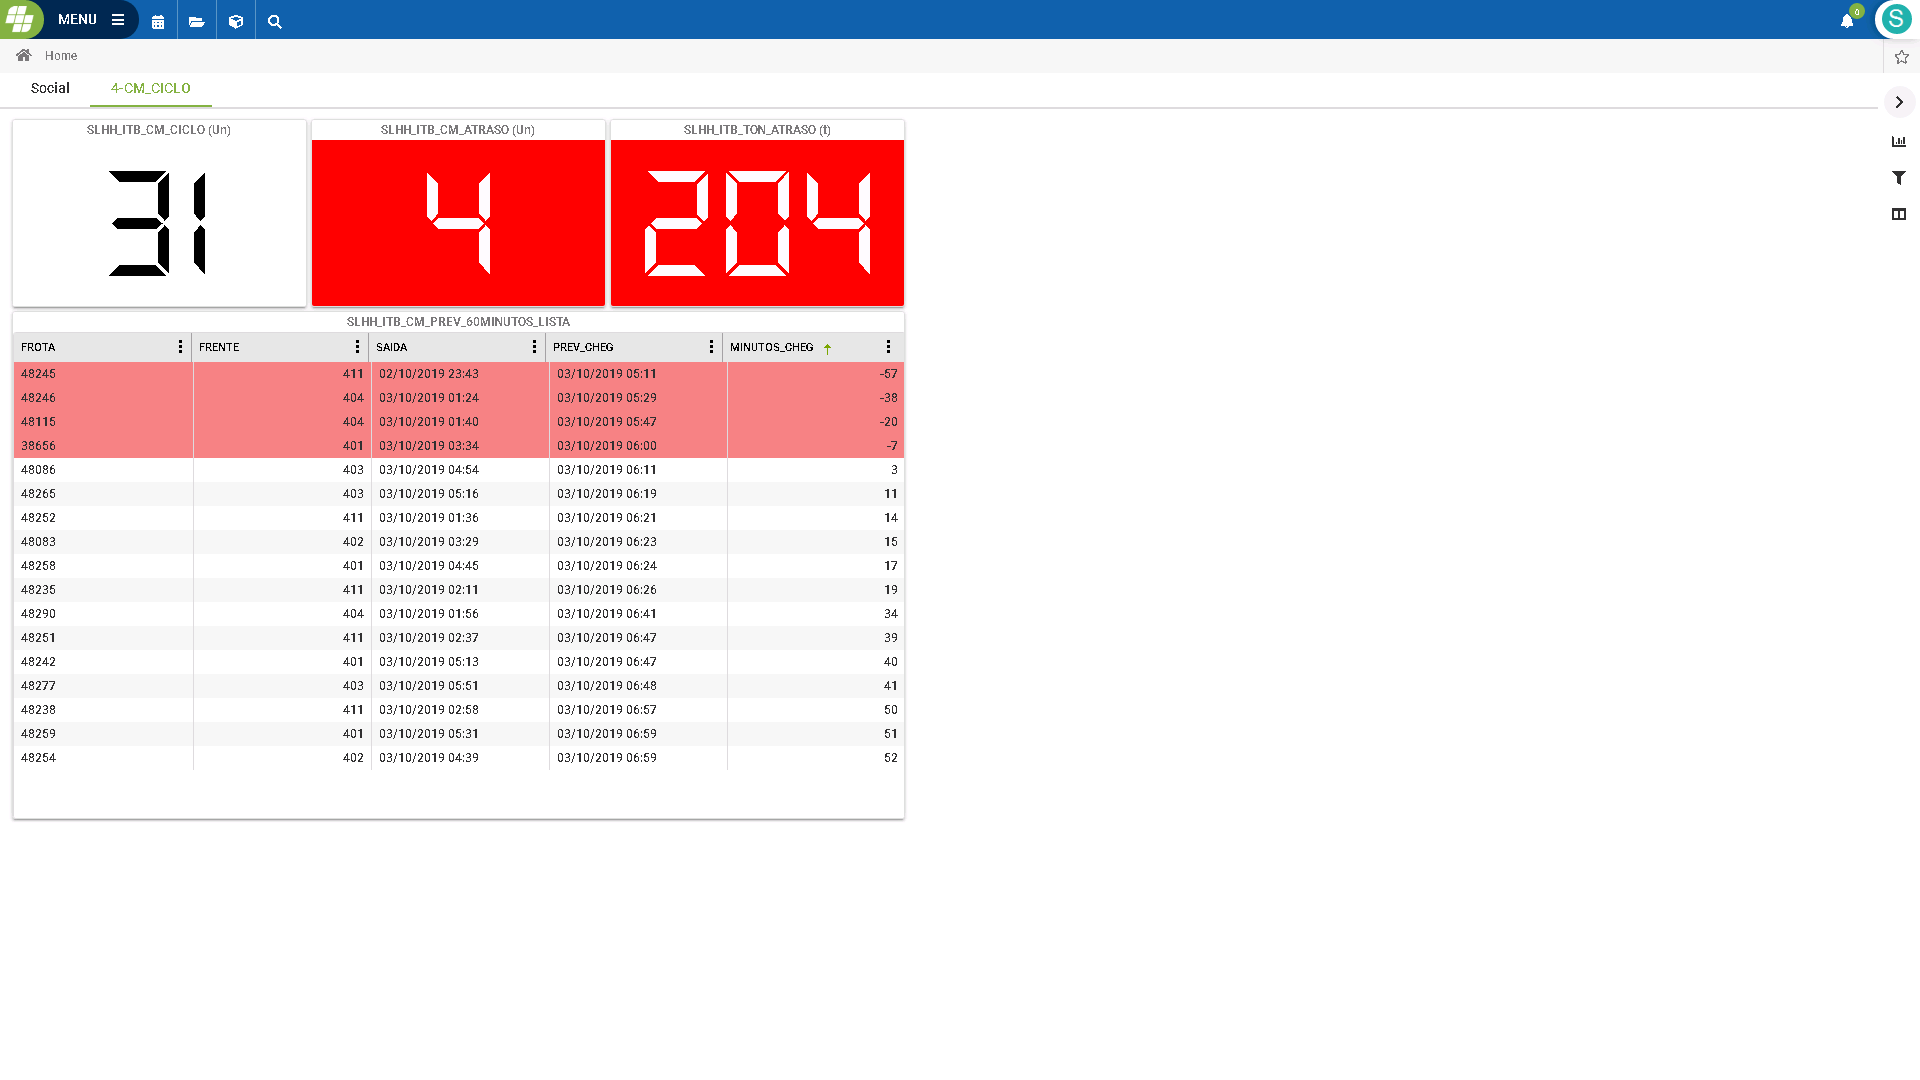 MENU
0
S
Home
Social 4-CM_CICLO
SLHH_ITB_CM_CICLO (Un) SLHH_ITB_CM_ATRASO (Un) SLHH_ITB_TON_ATRASO (t)
31 4 204
SLHH_ITB_CM_PREV_60MINUTOS_LISTA
FROTA FRENTE SAIDA PREV_CHEG MINUTOS_CHEG
48245 411 02/10/2019 23:43 03/10/2019 05:11 -57
48246 404 03/10/2019 01:24 03/10/2019 05:29 -38
48115 404 03/10/2019 01:40 03/10/2019 05:47 -20
38656 401 03/10/2019 03:34 03/10/2019 06:00 -7
48086 403 03/10/2019 04:54 03/10/2019 06:11 3
48265 403 03/10/2019 05:16 03/10/2019 06:19 11
48252 411 03/10/2019 01:36 03/10/2019 06:21 14
48083 402 03/10/2019 03:29 03/10/2019 06:23 15
48258 401 03/10/2019 04:45 03/10/2019 06:24 17
48235 411 03/10/2019 02:11 03/10/2019 06:26 19
48290 404 03/10/2019 01:56 03/10/2019 06:41 34
48251 411 03/10/2019 02:37 03/10/2019 06:47 39
48242 401 03/10/2019 05:13 03/10/2019 06:47 40
48277 403 03/10/2019 05:51 03/10/2019 06:48 41
48238 411 03/10/2019 02:58 03/10/2019 06:57 50
48259 401 03/10/2019 05:31 03/10/2019 06:59 51
48254 402 03/10/2019 04:39 03/10/2019 06:59 52